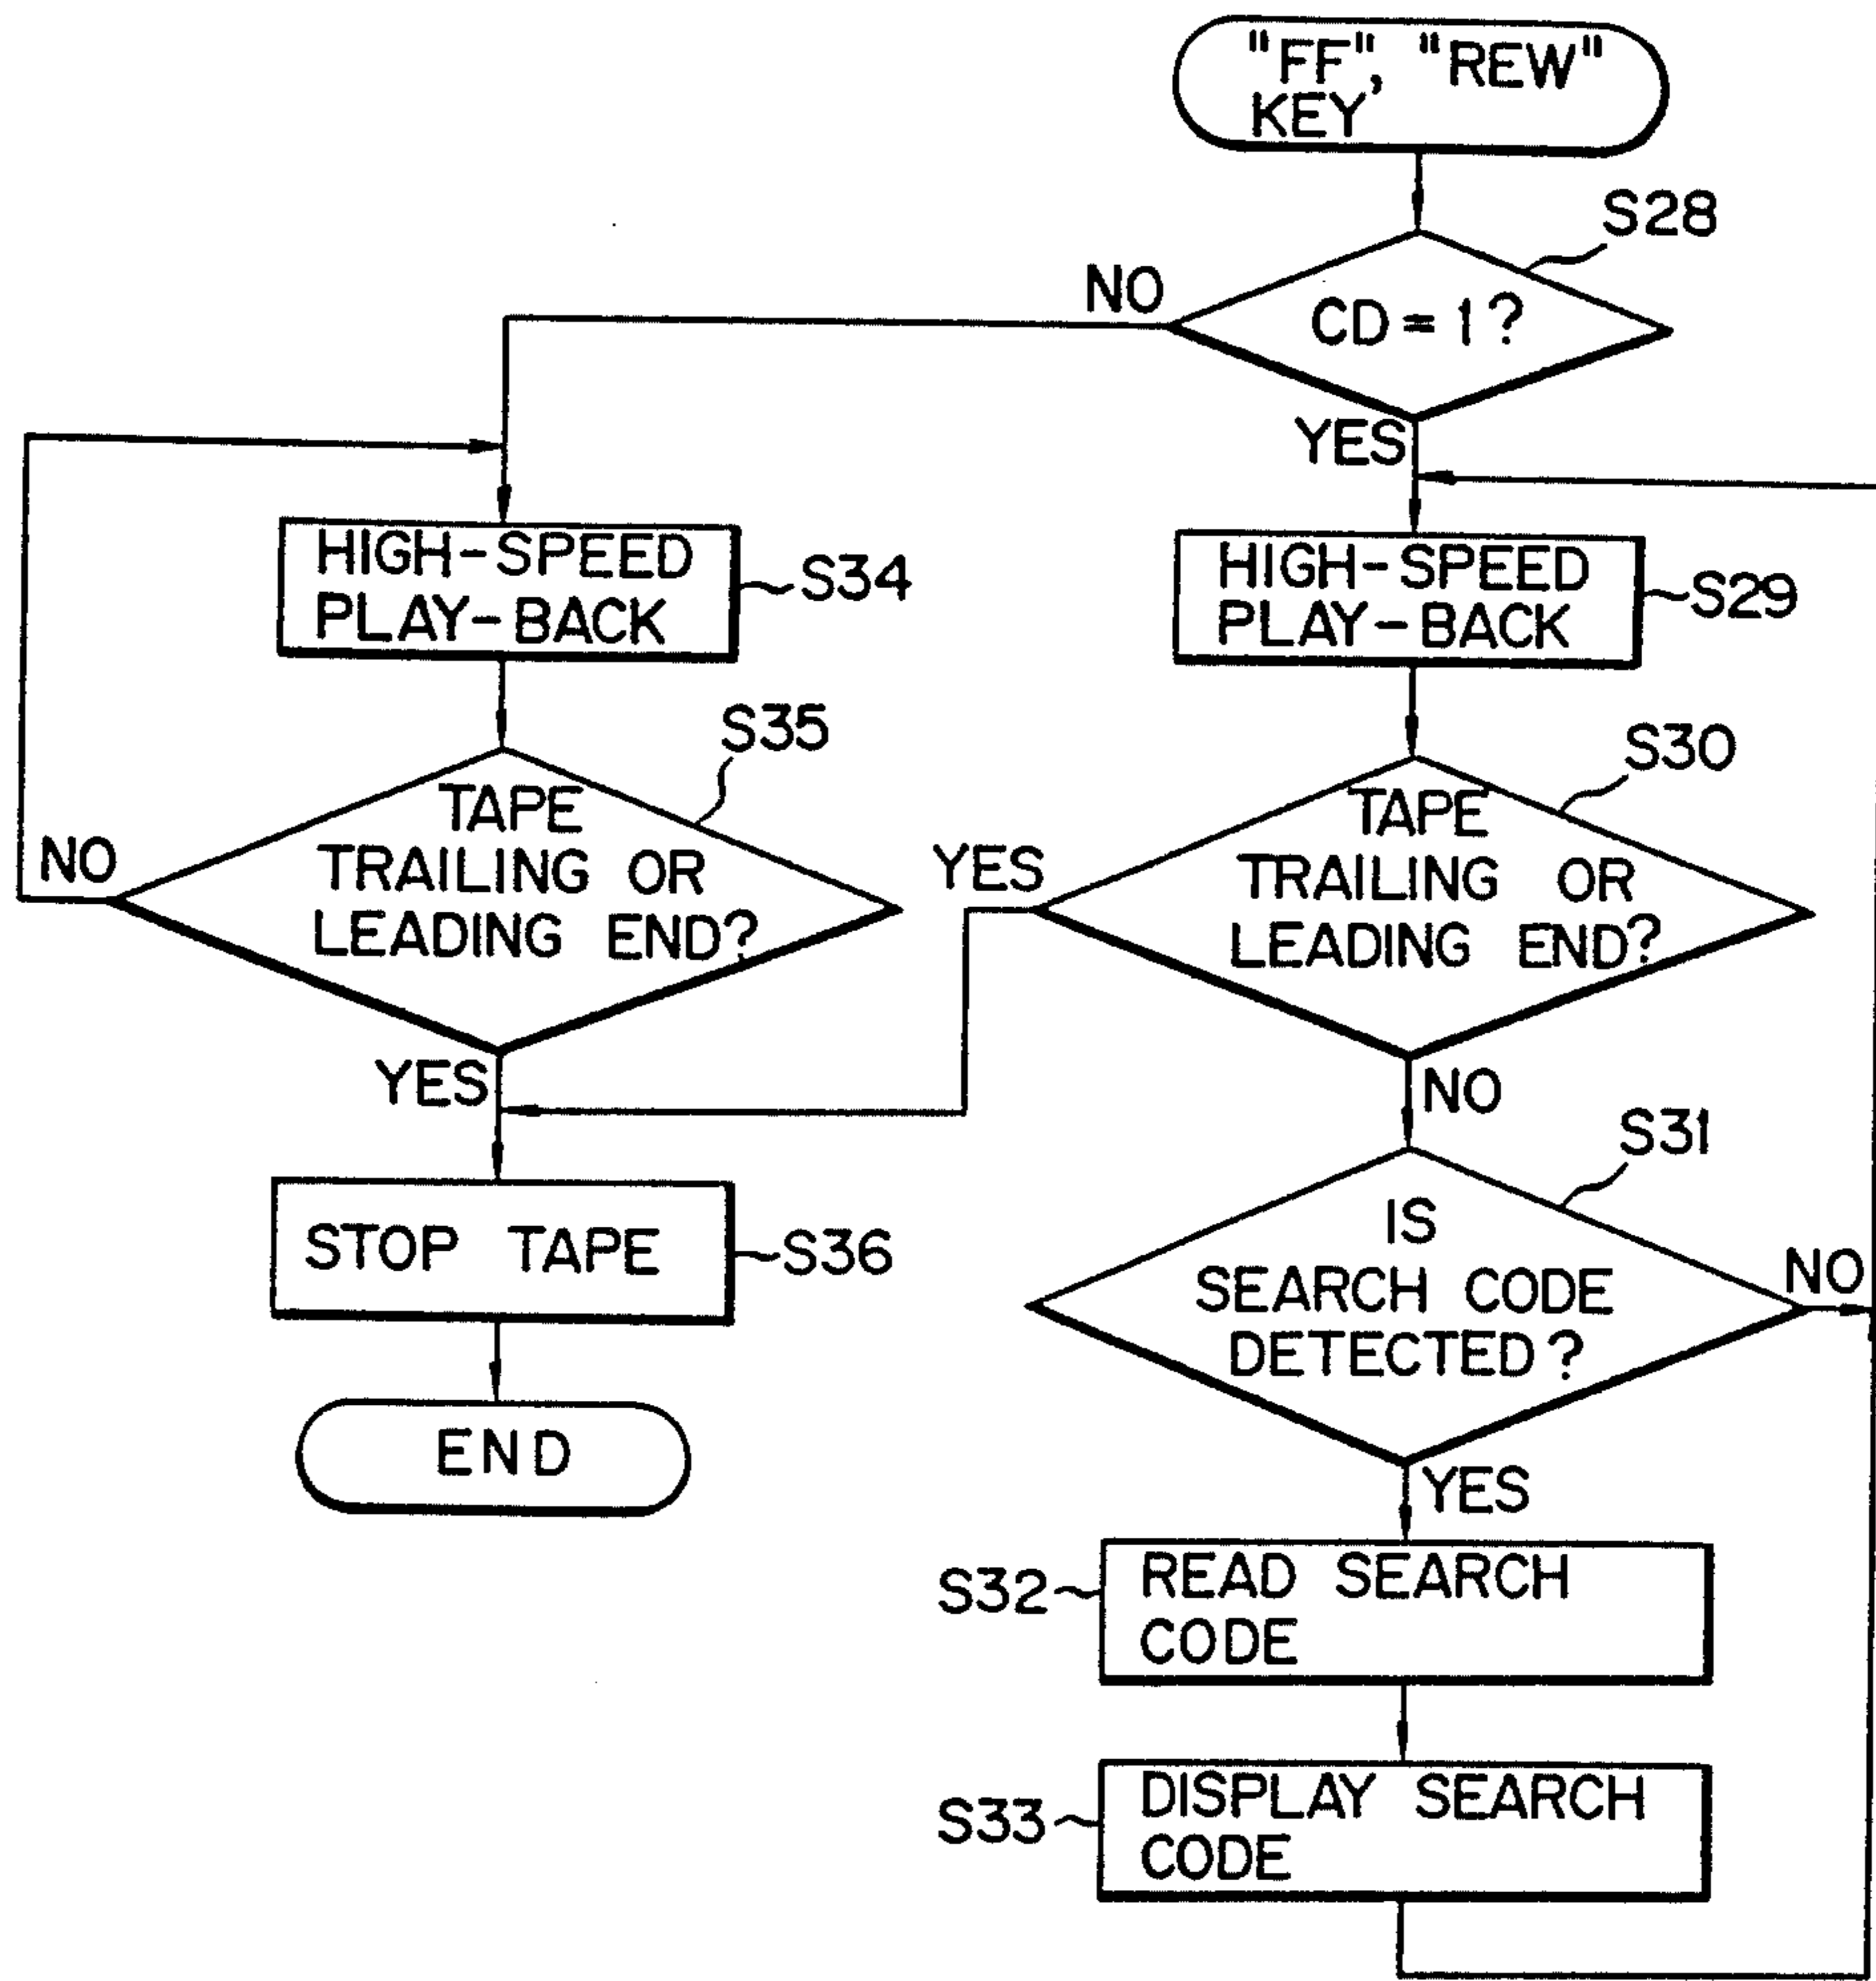 "FF", "REW"
KEY
S28
NO
CD = 1 ?
YES
HIGH-SPEED
PLAY-BACK
S34
HIGH-SPEED
PLAY-BACK
S29
S35
TAPE
TRAILING OR
LEADING END?
NO
YES
S30
TAPE
TRAILING OR
LEADING END?
YES
NO
STOP TAPE
S36
END
S31
IS
SEARCH CODE
DETECTED?
NO
YES
S32
READ SEARCH
CODE
S33
DISPLAY SEARCH
CODE